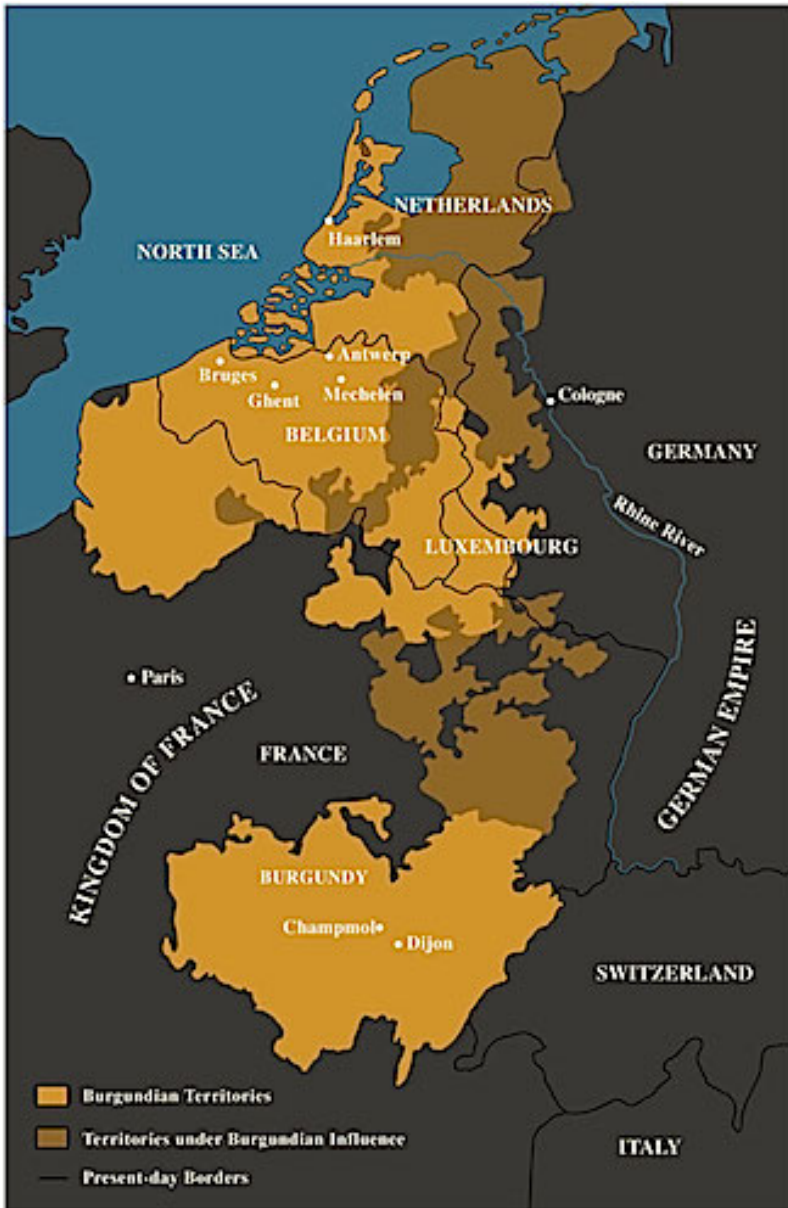 NETHERLANDS
Haarlem
NORTH SEA
Antwerp
Bruges
Ghent
Mechelen
Cologne
BELGIUM
GERMANY
Rhine River
LUXEMBOURG
Paris
KINGDOM OF FRANCE
GERMAN EMPIRE
FRANCE
BURGUNDY
Champmol
Dijon
SWITZERLAND
Burgundian Territories
Territories under Burgundian Influence
ITALY
Present-day Borders